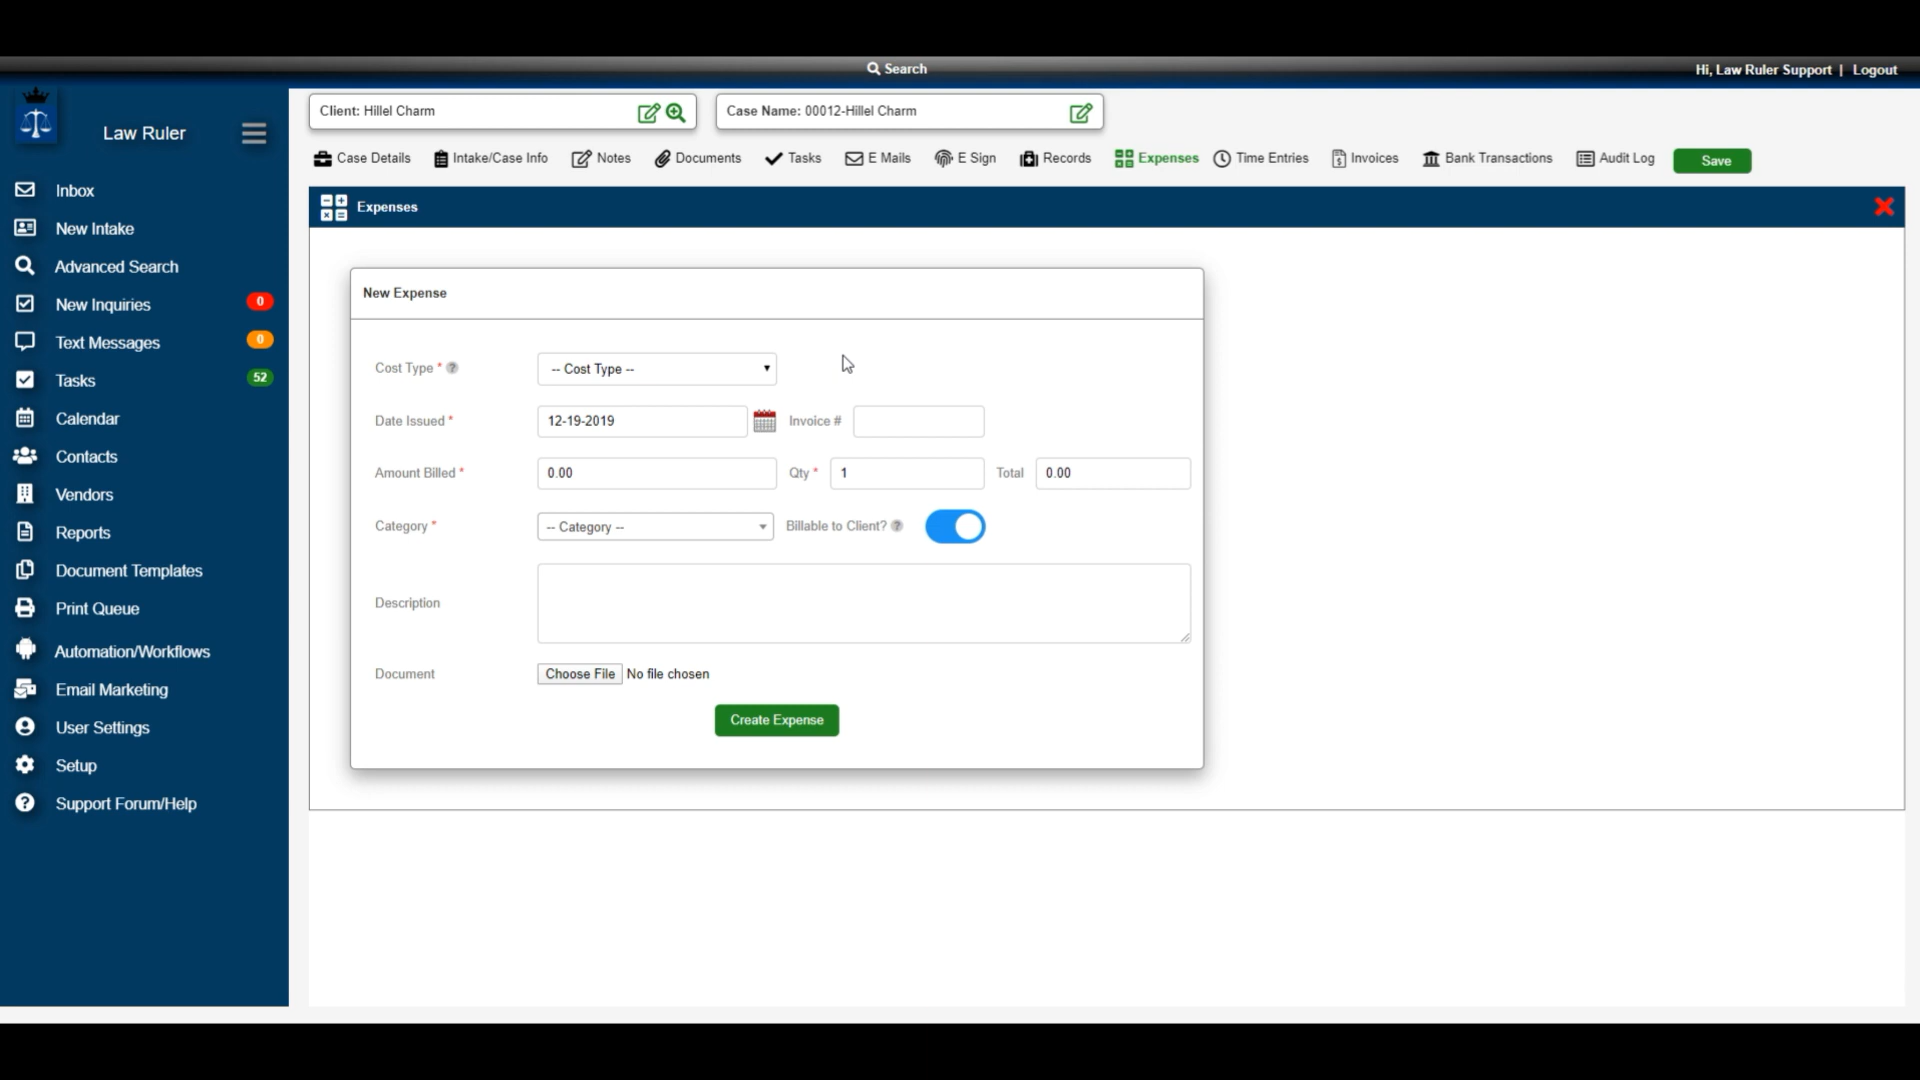 Search
Hi, Law Ruler Support | Logout
Law Ruler
Client: Hillel Charm
Case Name: 00012-Hillel Charm
Case Details Intake/Case Info Notes Documents Tasks E Mails E Sign Records Expenses Time Entries Invoices Bank Transactions Audit Log Save
Inbox
New Intake
Advanced Search
New Inquiries 0
Text Messages 0
Tasks 52
Calendar
Contacts
Vendors
Reports
Document Templates
Print Queue
Automation/Workflows
Email Marketing
User Settings
Setup
Support Forum/Help
Expenses
New Expense
Cost Type * ? -- Cost Type --
Date Issued * 12-19-2019 Invoice #
Amount Billed * 0.00 Qty * 1 Total 0.00
Category * -- Category -- Billable to Client? ?
Description
Document Choose File No file chosen
Create Expense